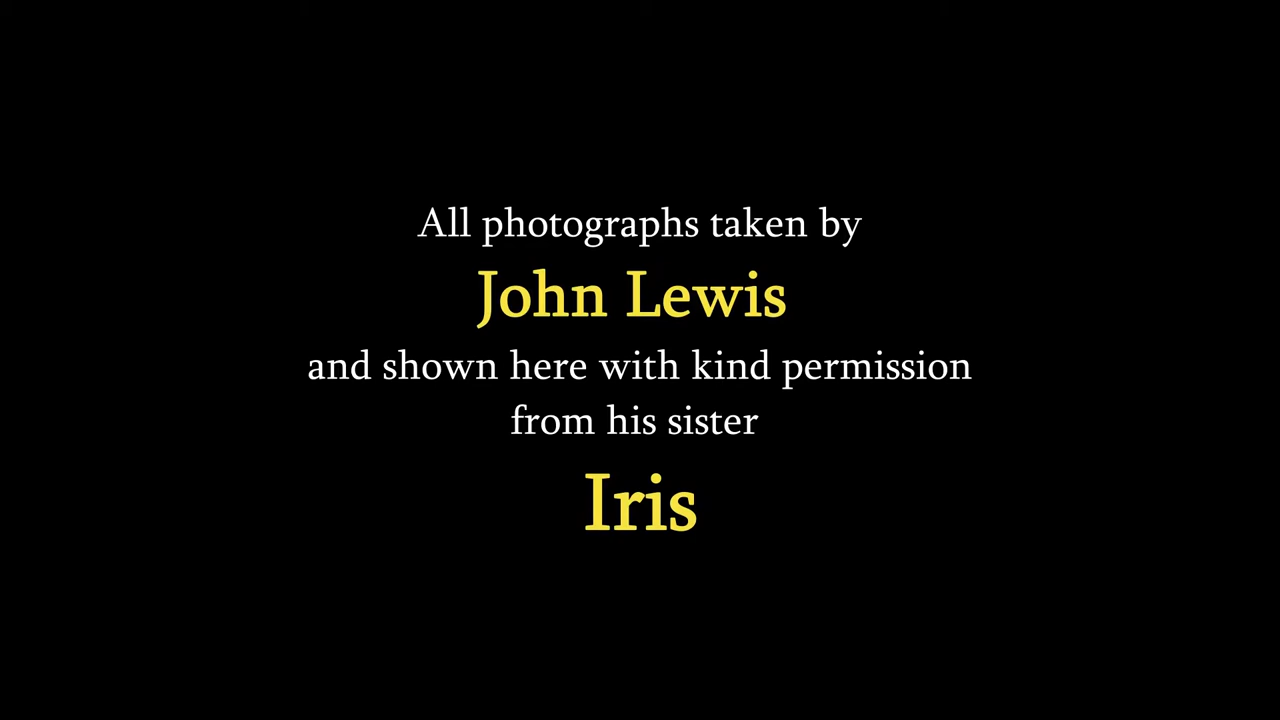 All photographs taken by
John Lewis
and shown here with kind permission
from his sister
Iris